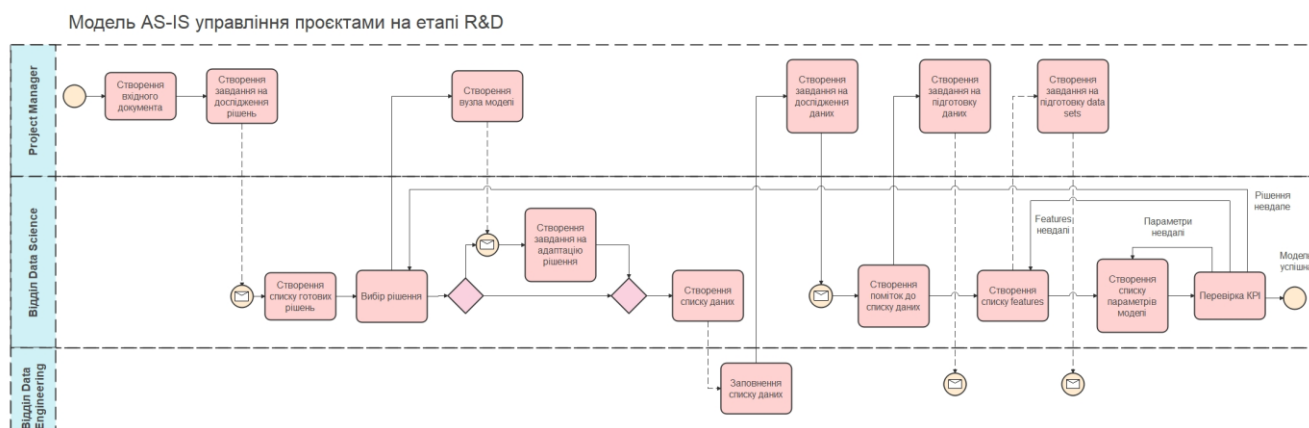 Модель AS-IS управління проєктами на етапі R&D
Project Manager
Створення
вхідного
документа
Створення
завдання на
дослідження
рішень
Створення
вузла моделі
Створення
завдання на
дослідження
даних
Створення
завдання на
підготовку
даних
Створення
завдання на
підготовку data
sets
Відділ Data Science
Створення
списку готових
рішень
Вибір рішення
Створення
завдання на
адаптацію
рішення
Створення
списку даних
Створення
поміток до
списку даних
Створення
списку features
Features
невдалі
Створення
списку
параметрів
моделі
Параметри
невдалі
Перевірка KPI
Рішення
невдале
Модель
успішна
Відділ Data
Engineering
Заповнення
списку даних